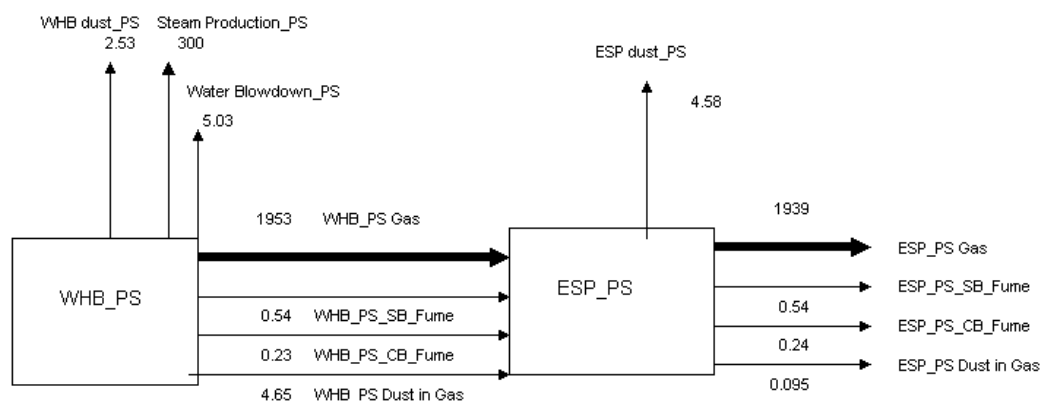 WHB dust_PS Steam Production_PS
2.53 300
ESP dust_PS
Water Blowdown_PS
4.58
5.03
1953 WHB_PS Gas
1939
ESP_PS Gas
WHB_PS
ESP_PS
ESP_PS_SB_Fume
0.54 WHB_PS_SB_Fume
0.54
ESP_PS_CB_Fume
0.23 WHB_PS_CB_Fume
0.24
ESP_PS Dust in Gas
4.65 WHB_PS Dust in Gas
0.095